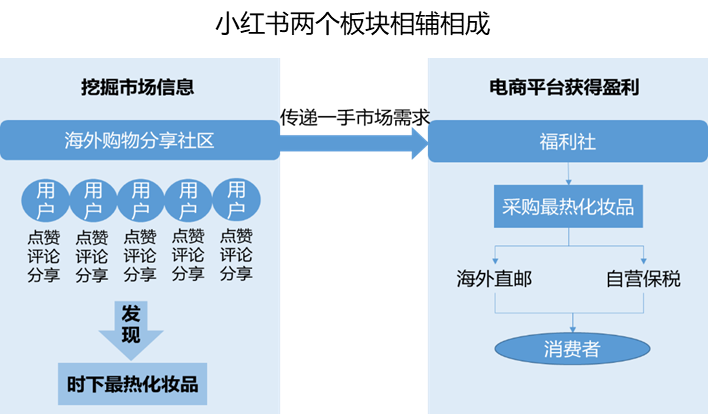 小红书两个板块相辅相成
挖掘市场信息
海外购物分享社区
用户 用户 用户 用户 用户
点赞 点赞 点赞 点赞 点赞
评论 评论 评论 评论 评论
分享 分享 分享 分享 分享
发现
时下最热化妆品
传递一手市场需求
电商平台获得盈利
福利社
采购最热化妆品
海外直邮 自营保税
消费者